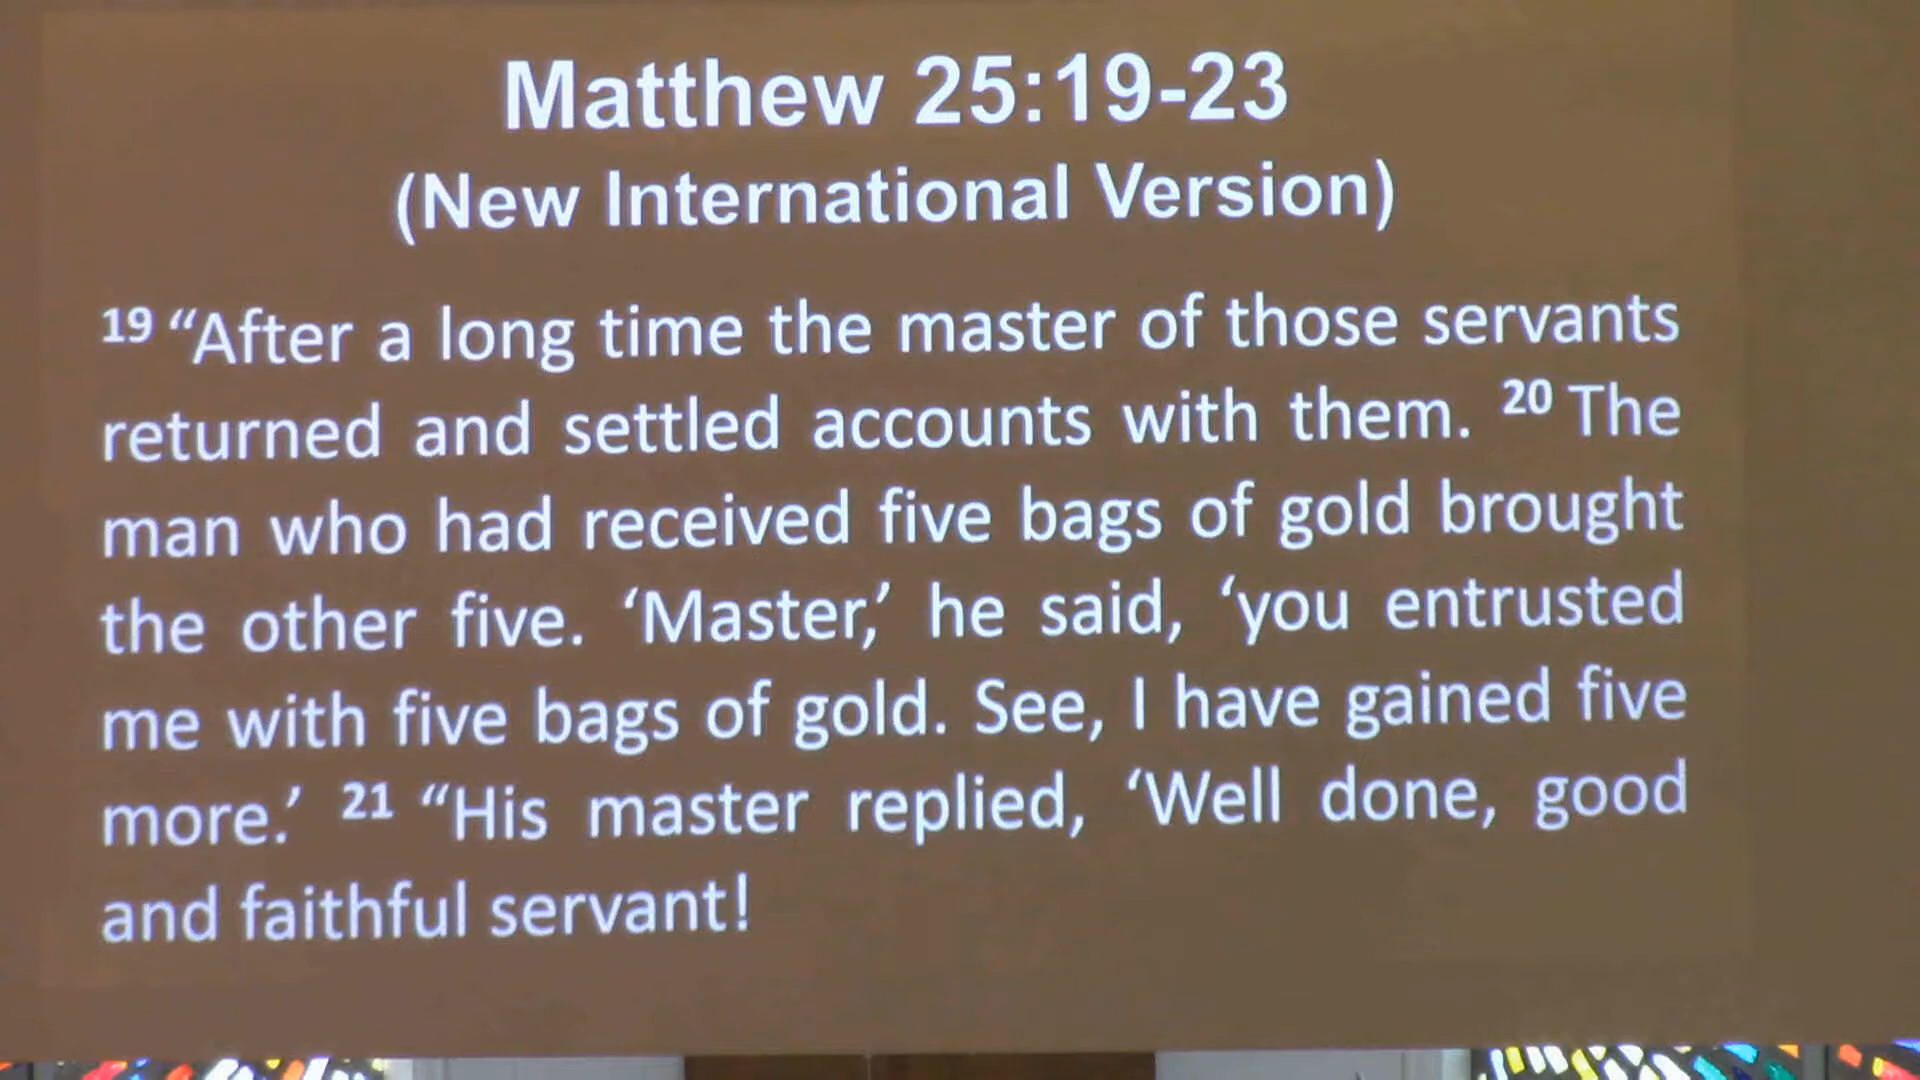 Matthew 25:19-23
(New International Version)
19 “After a long time the master of those servants
returned and settled accounts with them. 20 The
man who had received five bags of gold brought
the other five. ‘Master,’ he said, ‘you entrusted
me with five bags of gold. See, I have gained five
more.’ 21 “His master replied, ‘Well done, good
and faithful servant!